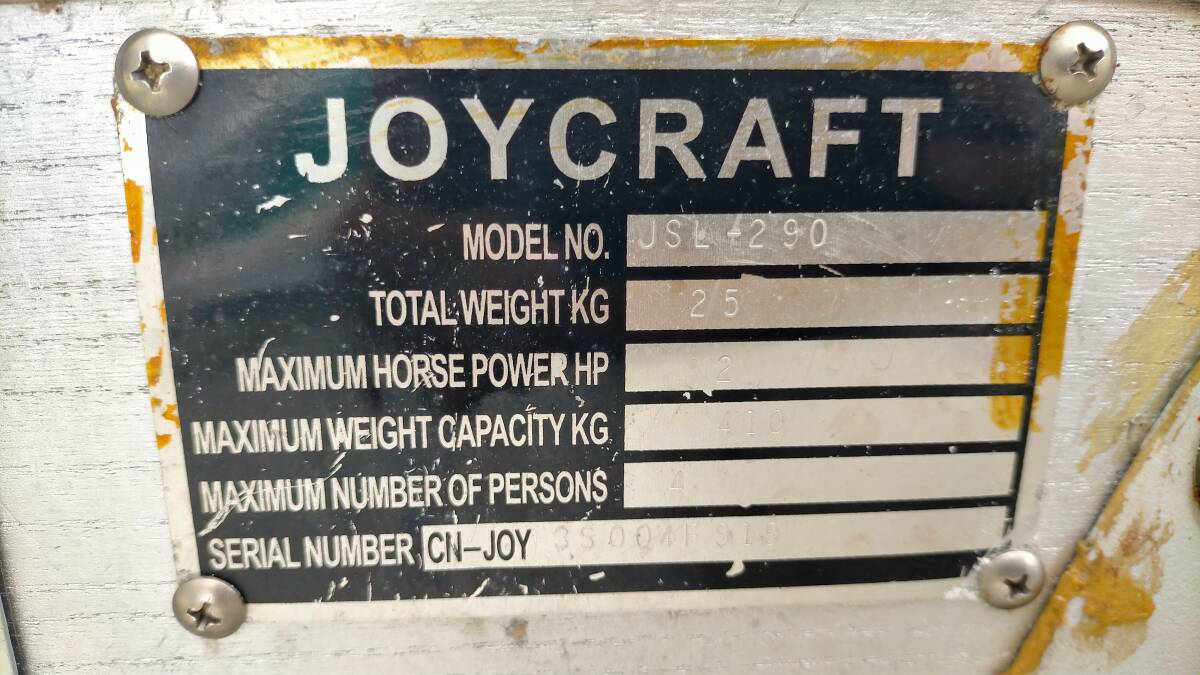 JOYCRAFT
MODEL NO. JSL-290
TOTAL WEIGHT KG 25
MAXIMUM HORSE POWER HP 2
MAXIMUM WEIGHT CAPACITY KG 410
MAXIMUM NUMBER OF PERSONS 4
SERIAL NUMBER CN-JOY